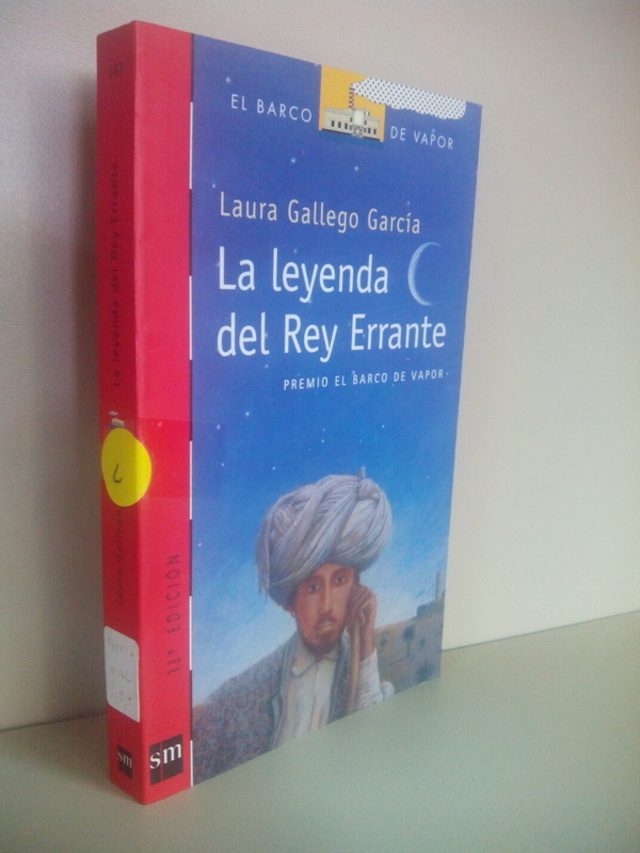 EL BARCO DE VAPOR
Laura Gallego García
La leyenda
del Rey Errante
PREMIO EL BARCO DE VAPOR
La leyenda del Rey Errante
11ª EDICIÓN
sm
sm